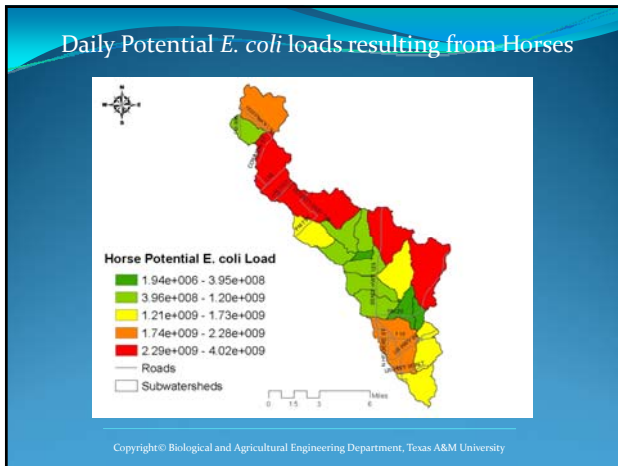 Daily Potential E. coli loads resulting from Horses
N
W E
S
Horse Potential E. coli Load
1.94e+006 - 3.95e+008
3.96e+008 - 1.20e+009
1.21e+009 - 1.73e+009
1.74e+009 - 2.28e+009
2.29e+009 - 4.02e+009
Roads
Subwatersheds
Miles
0 1.5 3 6
Copyright© Biological and Agricultural Engineering Department, Texas A&M University